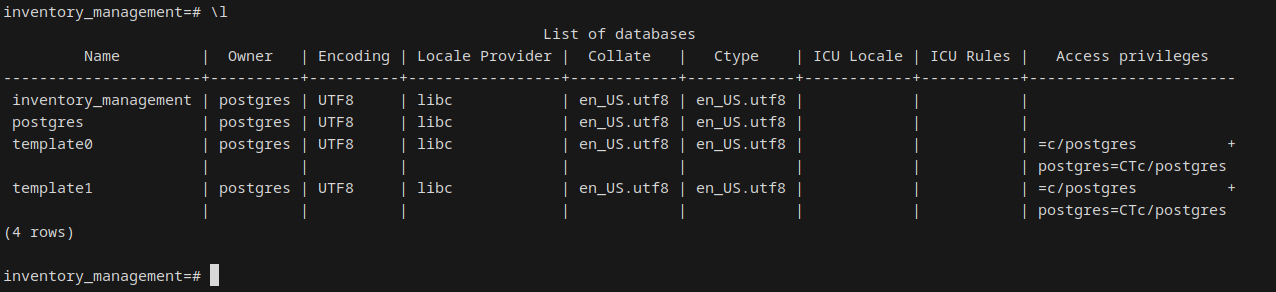 inventory_management=# \l
                                                            List of databases
         Name         |  Owner   | Encoding | Locale Provider |  Collate   |   Ctype    | ICU Locale | ICU Rules |   Access privileges   
----------------------+----------+----------+-----------------+------------+------------+------------+-----------+-----------------------
 inventory_management | postgres | UTF8     | libc            | en_US.utf8 | en_US.utf8 |            |           | 
 postgres             | postgres | UTF8     | libc            | en_US.utf8 | en_US.utf8 |            |           | 
 template0            | postgres | UTF8     | libc            | en_US.utf8 | en_US.utf8 |            |           | =c/postgres          +
                      |          |          |                 |            |            |            |           | postgres=CTc/postgres
 template1            | postgres | UTF8     | libc            | en_US.utf8 | en_US.utf8 |            |           | =c/postgres          +
                      |          |          |                 |            |            |            |           | postgres=CTc/postgres
(4 rows)

inventory_management=#